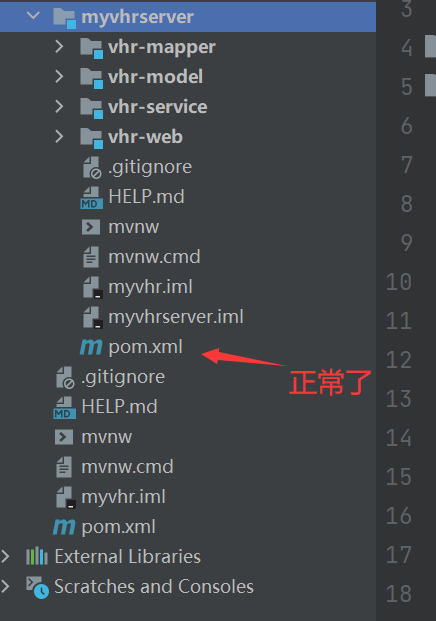 myvhrserver
3
vhr-mapper
4
vhr-model
5
vhr-service
6
vhr-web
.gitignore
7
MD HELP.md
8
mvnw
mvnw.cmd
9
myvhr.iml
10
myvhrserver.iml
11
m pom.xml
12
正常了
.gitignore
13
MD HELP.md
mvnw
14
mvnw.cmd
15
myvhr.iml
16
m pom.xml
External Libraries
17
Scratches and Consoles
18